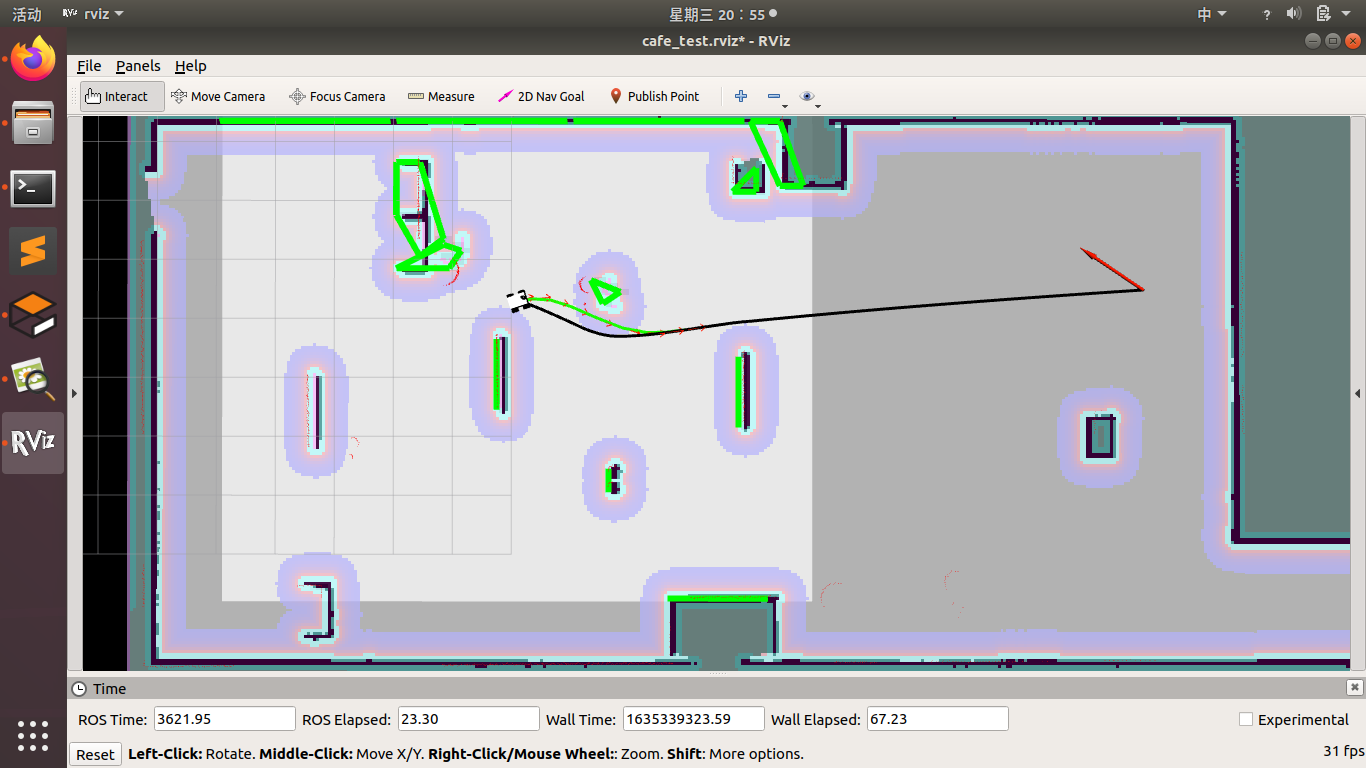 活动 RViz rviz 星期三 20：55 中 ?
cafe_test.rviz* - RViz
File Panels Help
Interact Move Camera Focus Camera Measure 2D Nav Goal Publish Point
RViz
Time
ROS Time: 3621.95 ROS Elapsed: 23.30 Wall Time: 1635339323.59 Wall Elapsed: 67.23 Experimental
Reset Left-Click: Rotate. Middle-Click: Move X/Y. Right-Click/Mouse Wheel:: Zoom. Shift: More options. 31 fps